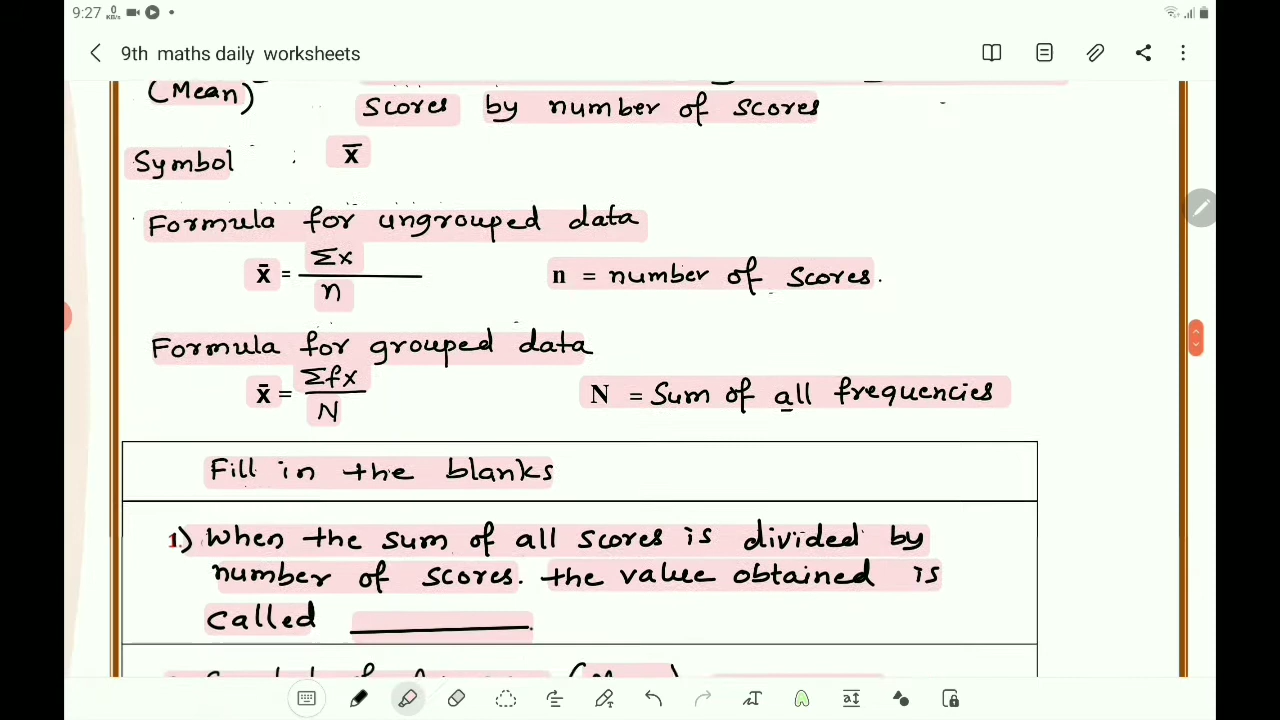 9:27 0 KB/s
9th maths daily worksheets
(Mean)
Scores by number of scores
Symbol : x̄
Formula for ungrouped data
x̄ = Σx / n n = number of Scores.
Formula for grouped data
x̄ = Σfx / N N = Sum of all frequencies
Fill in the blanks
1.) When the sum of all scores is divided by
number of scores. the value obtained is
Called ________.